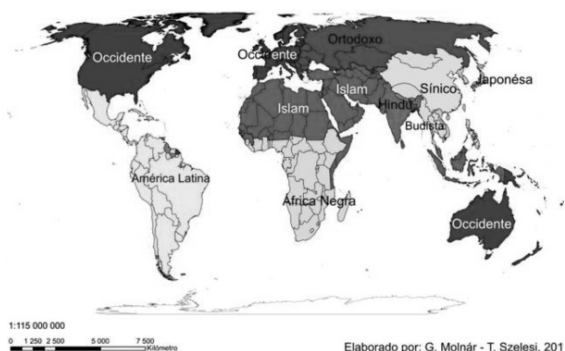 Occidente
Occidente
Ortodoxo
Islam
Islam
Sínico
Japonésa
Hindú
Budista
América Latina
África Negra
Occidente
1:115 000 000
0 1 250 2 500 5 000 7 500
Kilómetro
Elaborado por: G. Molnár - T. Szelesi, 201